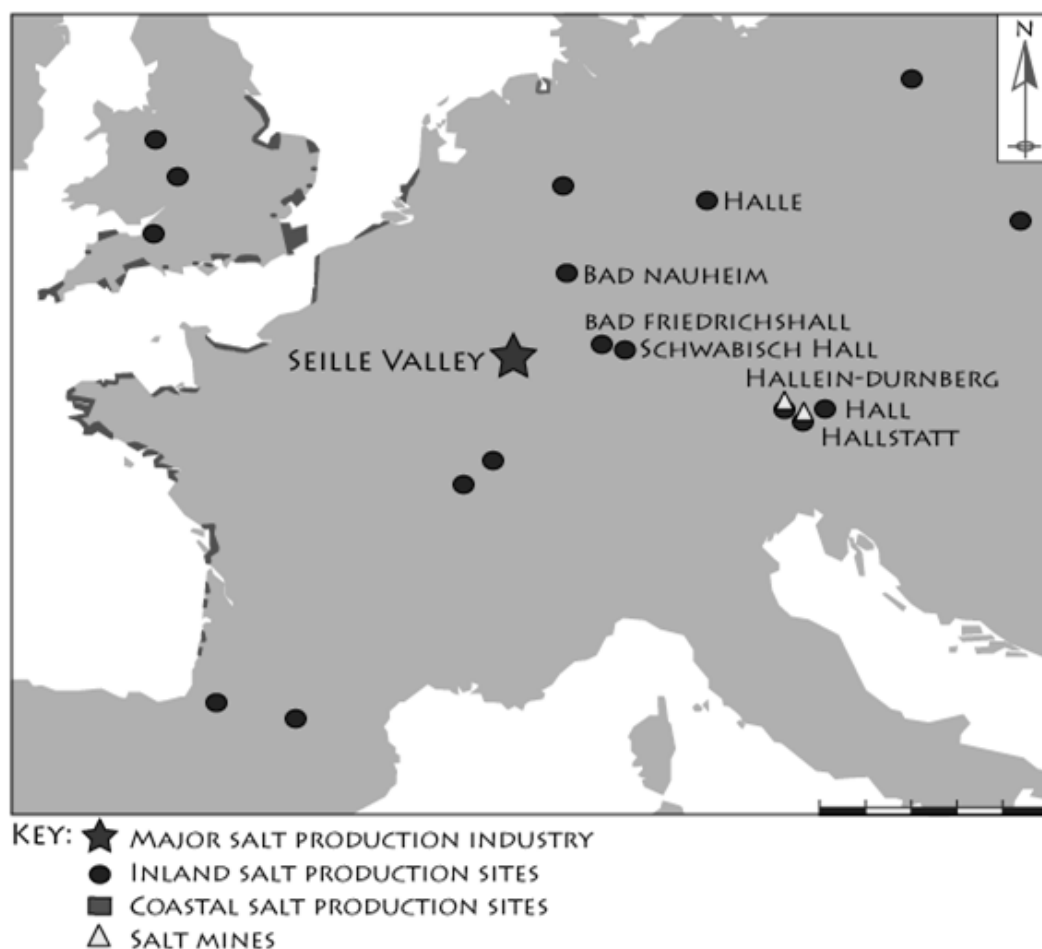 N
Halle
Bad Nauheim
Bad Friedrichshall
Schwabisch Hall
Seille Valley
Hallein-Durnberg
Hall
Hallstatt
Key:
Major salt production industry
Inland salt production sites
Coastal salt production sites
Salt mines